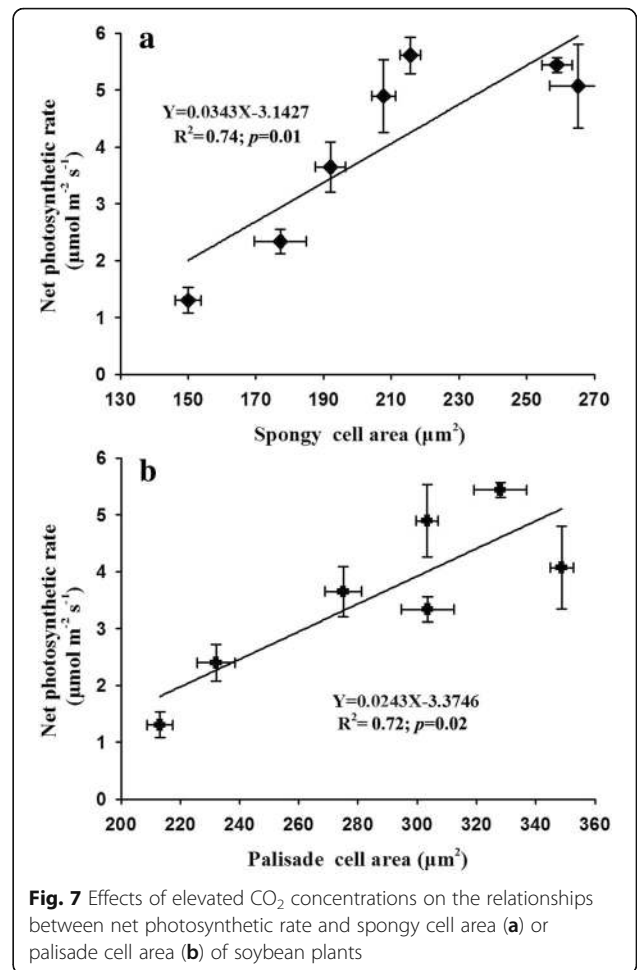 a
Y=0.0343X-3.1427
R²=0.74; p=0.01
Net photosynthetic rate
(µmol m⁻² s⁻¹)
6
5
4
3
2
1
0
130 150 170 190 210 230 250 270
Spongy cell area (µm²)
b
Y=0.0243X-3.3746
R²=0.72; p=0.02
Net photosynthetic rate
(µmol m⁻² s⁻¹)
6
5
4
3
2
1
0
200 220 240 260 280 300 320 340 360
Palisade cell area (µm²)
Fig. 7 Effects of elevated CO₂ concentrations on the relationships
between net photosynthetic rate and spongy cell area (a) or
palisade cell area (b) of soybean plants